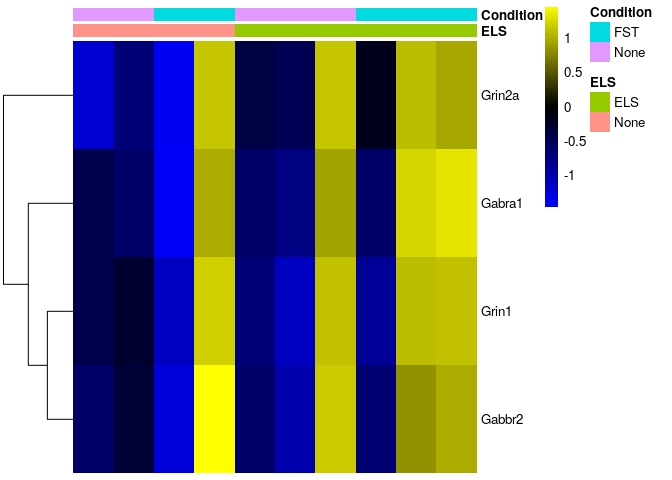 Condition
ELS
Grin2a
Gabra1
Grin1
Gabbr2
1
0.5
0
-0.5
-1
Condition
FST
None
ELS
ELS
None